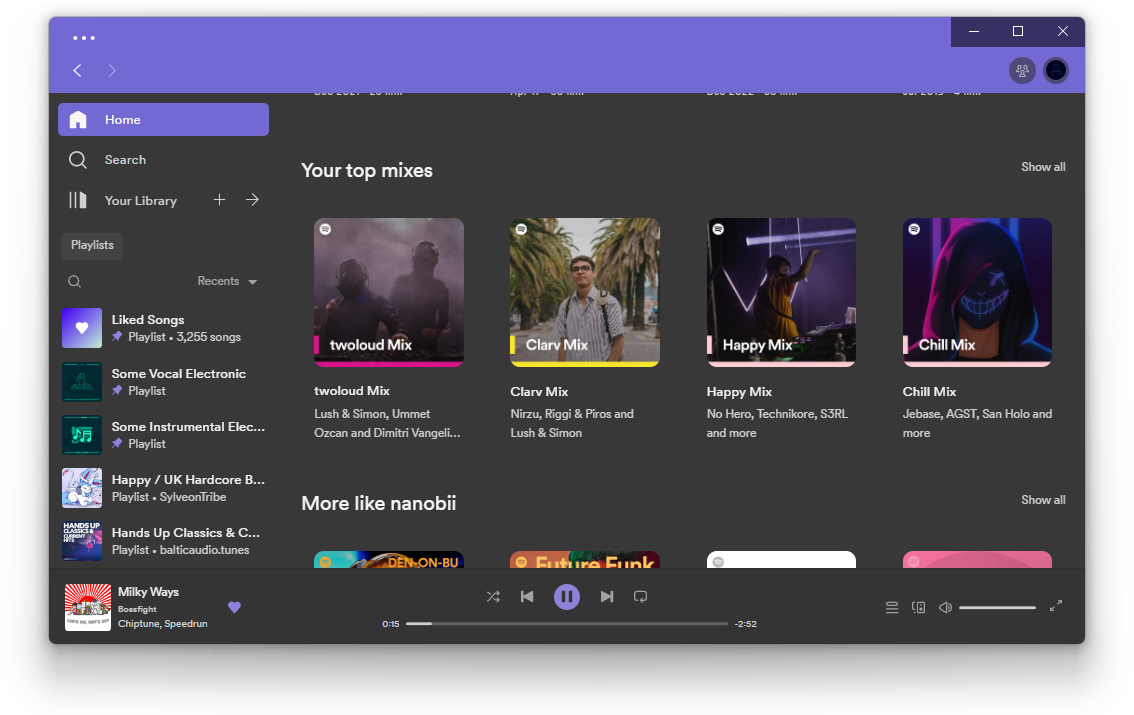 Home
Search
Your Library
Playlists
Recents
Liked Songs
Playlist • 3,255 songs
Some Vocal Electronic
Playlist
Some Instrumental Elec...
Playlist
Happy / UK Hardcore B...
Playlist • SylveonTribe
HANDS UP
CLASSICS &
CURRENT
HITS
Hands Up Classics & C...
Playlist • balticaudio.tunes
Your top mixes
Show all
twoloud Mix
Clarv Mix
Happy Mix
Chill Mix
twoloud Mix
Lush & Simon, Ummet
Ozcan and Dimitri Vangeli...
Clarv Mix
Nirzu, Riggi & Piros and
Lush & Simon
Happy Mix
No Hero, Technikore, S3RL
and more
Chill Mix
Jebase, AGST, San Holo and
more
More like nanobii
Show all
DEN-ON-BU
Future Funk
Milky Ways
Bossfight
Chiptune, Speedrun
0:15
-2:52